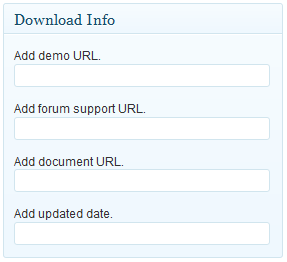 Download Info
Add demo URL.
Add forum support URL.
Add document URL.
Add updated date.